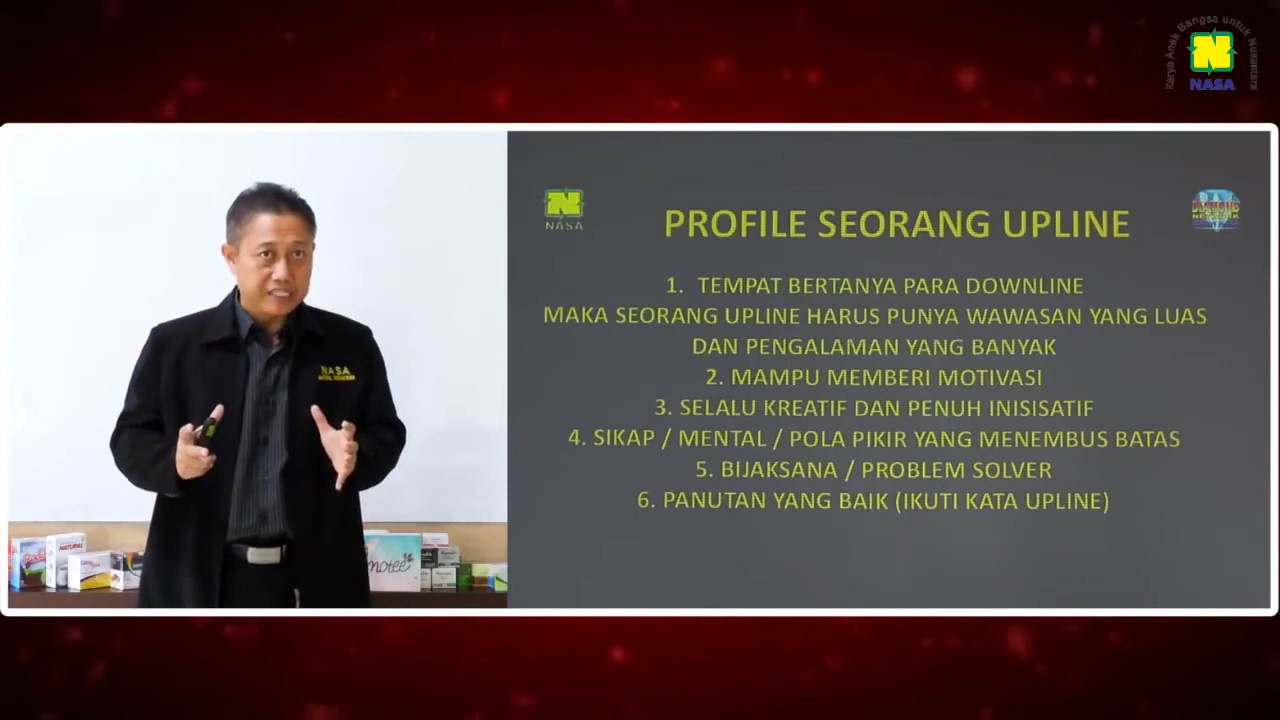 Karya Anak Bangsa untuk Nusantara
N
NASA
N
NASA
DIAMOND
NETWORK
PROFILE SEORANG UPLINE
1. TEMPAT BERTANYA PARA DOWNLINE
MAKA SEORANG UPLINE HARUS PUNYA WAWASAN YANG LUAS
DAN PENGALAMAN YANG BANYAK
2. MAMPU MEMBERI MOTIVASI
3. SELALU KREATIF DAN PENUH INISISATIF
4. SIKAP / MENTAL / POLA PIKIR YANG MENEMBUS BATAS
5. BIJAKSANA / PROBLEM SOLVER
6. PANUTAN YANG BAIK (IKUTI KATA UPLINE)
NASA
NATURAL